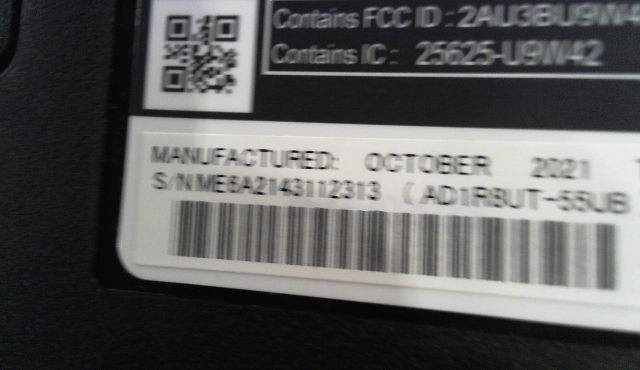 Contains FCC ID : 2AU3BU9W4
Contains IC : 25625-U9W42
MANUFACTURED: OCTOBER 2021
S/N ME6A2143112313 ( AD1R8UT-55UB